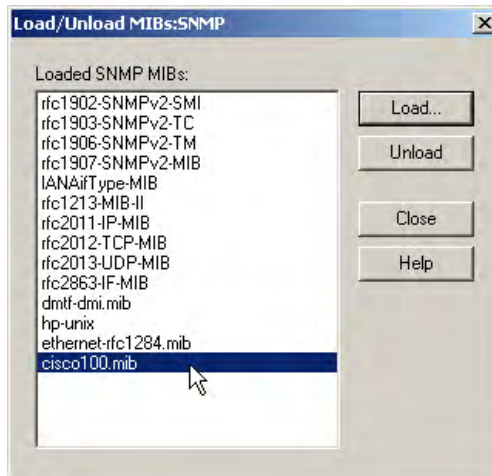 Load/Unload MIBs:SNMP
Loaded SNMP MIBs:
rfc1902-SNMPv2-SMI
rfc1903-SNMPv2-TC
rfc1906-SNMPv2-TM
rfc1907-SNMPv2-MIB
IANAifType-MIB
rfc1213-MIB-II
rfc2011-IP-MIB
rfc2012-TCP-MIB
rfc2013-UDP-MIB
rfc2863-IF-MIB
dmtf-dmi.mib
hp-unix
ethernet-rfc1284.mib
cisco100.mib
Load...
Unload
Close
Help